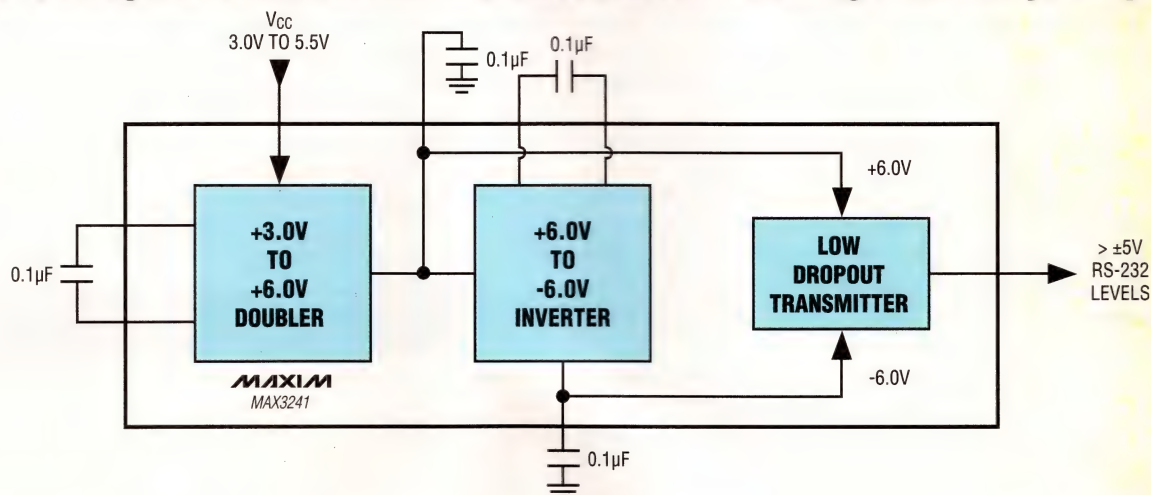 VCC
3.0V TO 5.5V
0.1µF
0.1µF
+6.0V
0.1µF
+3.0V
TO
+6.0V
DOUBLER
+6.0V
TO
-6.0V
INVERTER
LOW
DROPOUT
TRANSMITTER
> ±5V
RS-232
LEVELS
MAXIM
MAX3241
-6.0V
0.1µF